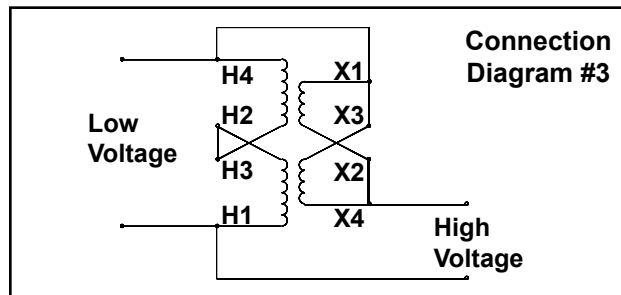 Connection
Diagram #3
H4
X1
H2
X3
Low
Voltage
H3
X2
H1
X4
High
Voltage